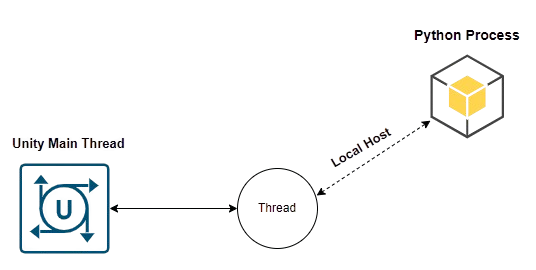 Python Process
Local Host
Unity Main Thread
U
Thread